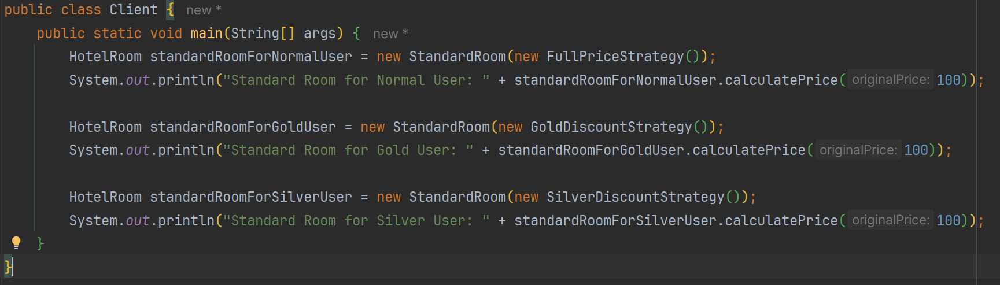 public class Client { new *
    public static void main(String[] args) { new *
        HotelRoom standardRoomForNormalUser = new StandardRoom(new FullPriceStrategy());
        System.out.println("Standard Room for Normal User: " + standardRoomForNormalUser.calculatePrice( originalPrice: 100));

        HotelRoom standardRoomForGoldUser = new StandardRoom(new GoldDiscountStrategy());
        System.out.println("Standard Room for Gold User: " + standardRoomForGoldUser.calculatePrice( originalPrice: 100));

        HotelRoom standardRoomForSilverUser = new StandardRoom(new SilverDiscountStrategy());
        System.out.println("Standard Room for Silver User: " + standardRoomForSilverUser.calculatePrice( originalPrice: 100));
    }
}